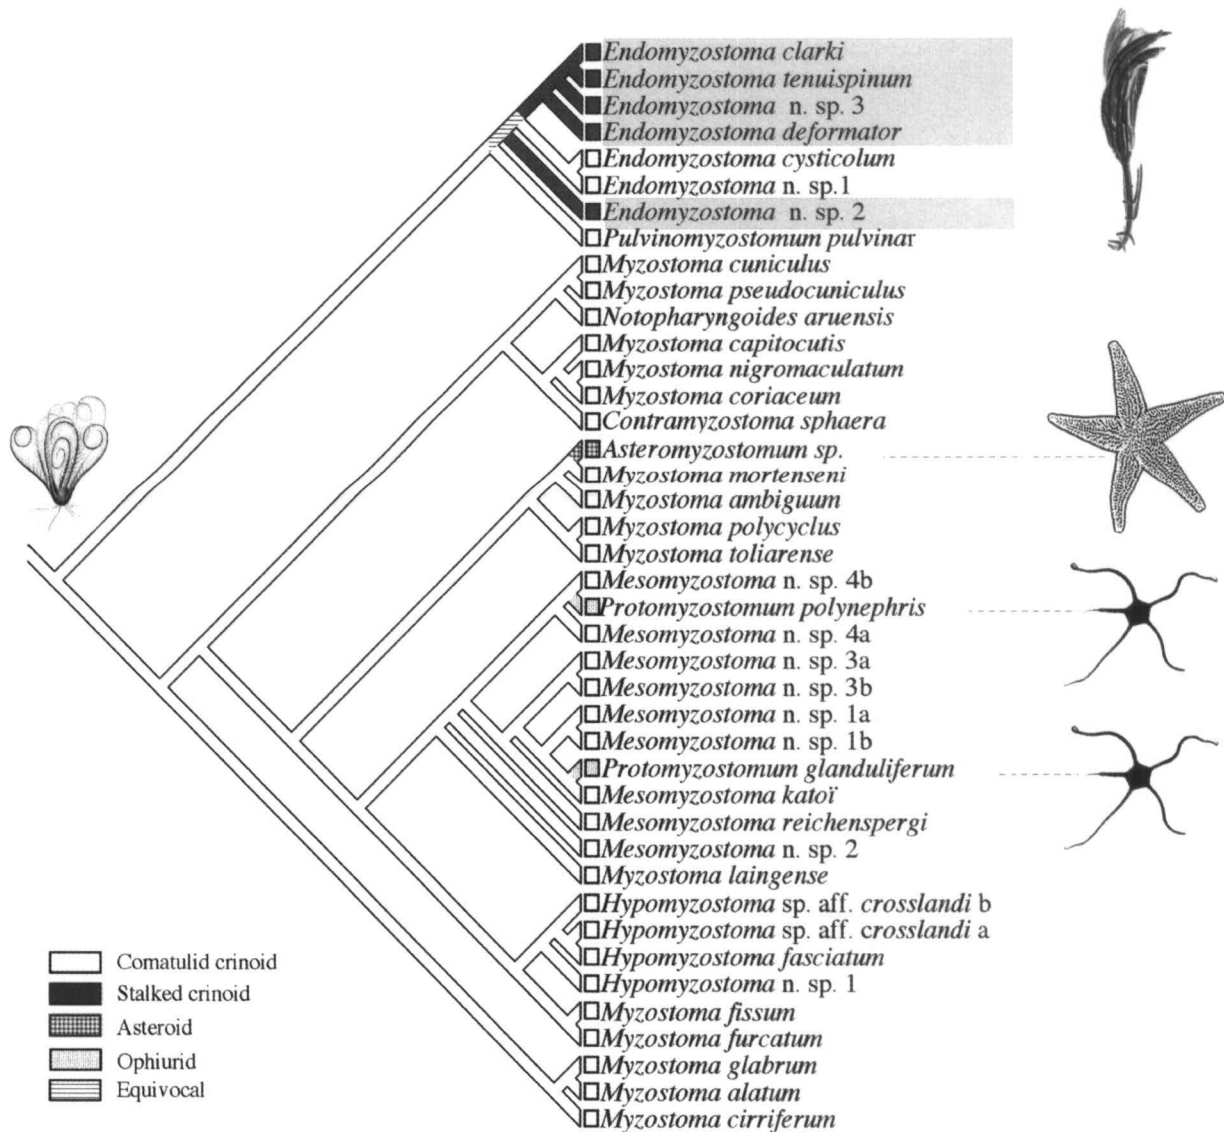 Endomyzostoma clarki
Endomyzostoma tenuispinum
Endomyzostoma n. sp. 3
Endomyzostoma deformator
Endomyzostoma cysticolum
Endomyzostoma n. sp.1
Endomyzostoma n. sp. 2
Pulvinomyzostomum pulvinar
Myzostoma cuniculus
Myzostoma pseudocuniculus
Notopharyngoides aruensis
Myzostoma capitocutis
Myzostoma nigromaculatum
Myzostoma coriaceum
Contramyzostoma sphaera
Asteromyzostomum sp.
Myzostoma mortenseni
Myzostoma ambiguum
Myzostoma polycyclus
Myzostoma toliarense
Mesomyzostoma n. sp. 4b
Protomyzostomum polynephris
Mesomyzostoma n. sp. 4a
Mesomyzostoma n. sp. 3a
Mesomyzostoma n. sp. 3b
Mesomyzostoma n. sp. 1a
Mesomyzostoma n. sp. 1b
Protomyzostomum glanduliferum
Mesomyzostoma katoï
Mesomyzostoma reichenspergi
Mesomyzostoma n. sp. 2
Myzostoma laingense
Hypomyzostoma sp. aff. crosslandi b
Hypomyzostoma sp. aff. crosslandi a
Hypomyzostoma fasciatum
Hypomyzostoma n. sp. 1
Myzostoma fissum
Myzostoma furcatum
Myzostoma glabrum
Myzostoma alatum
Myzostoma cirriferum
Comatulid crinoid
Stalked crinoid
Asteroid
Ophiurid
Equivocal